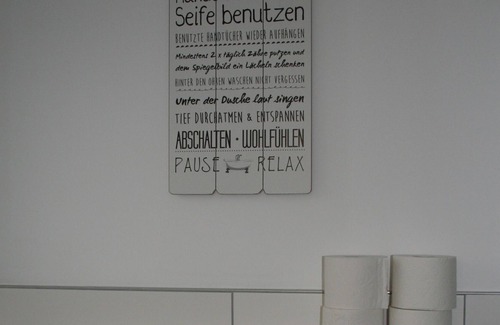 Seife benutzen
BENUTZTE HANDTÜCHER WIEDER AUFHÄNGEN
Mindestens 2 x täglich Zähne putzen und
dem Spiegelbild ein Lächeln schenken
HINTER DEN OHREN WASCHEN NICHT VERGESSEN
Unter der Dusche laut singen
TIEF DURCHATMEN & ENTSPANNEN
ABSCHALTEN · WOHLFÜHLEN
PAUSE RELAX